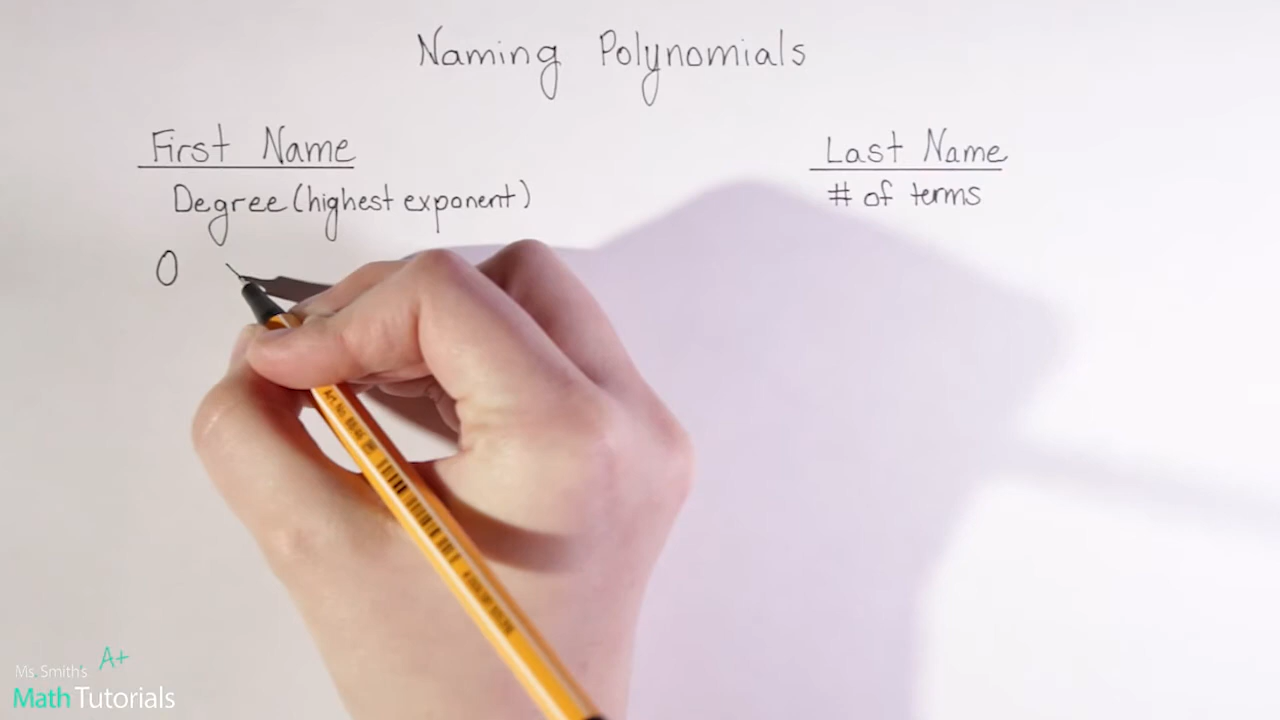 Naming Polynomials
First Name
Last Name
Degree (highest exponent)
# of terms
0
Ms. Smith's A+
Math Tutorials